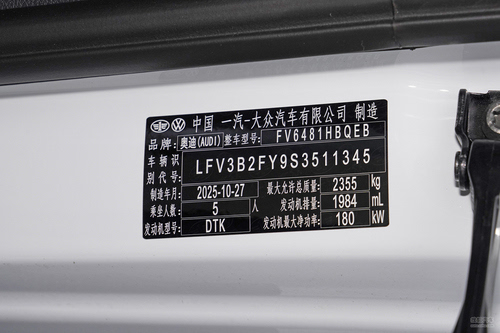 中国 一汽-大众汽车有限公司 制造
品牌: 奥迪(AUDI) 整车型号: FV6481HBQEB
车辆识别代号: LFV3B2FY9S3511345
制造年月 2025-10-27 最大允许总质量: 2355 kg
乘坐人数: 5 人 发动机排量: 1984 mL
发动机型号: DTK 发动机最大净功率: 180 kW